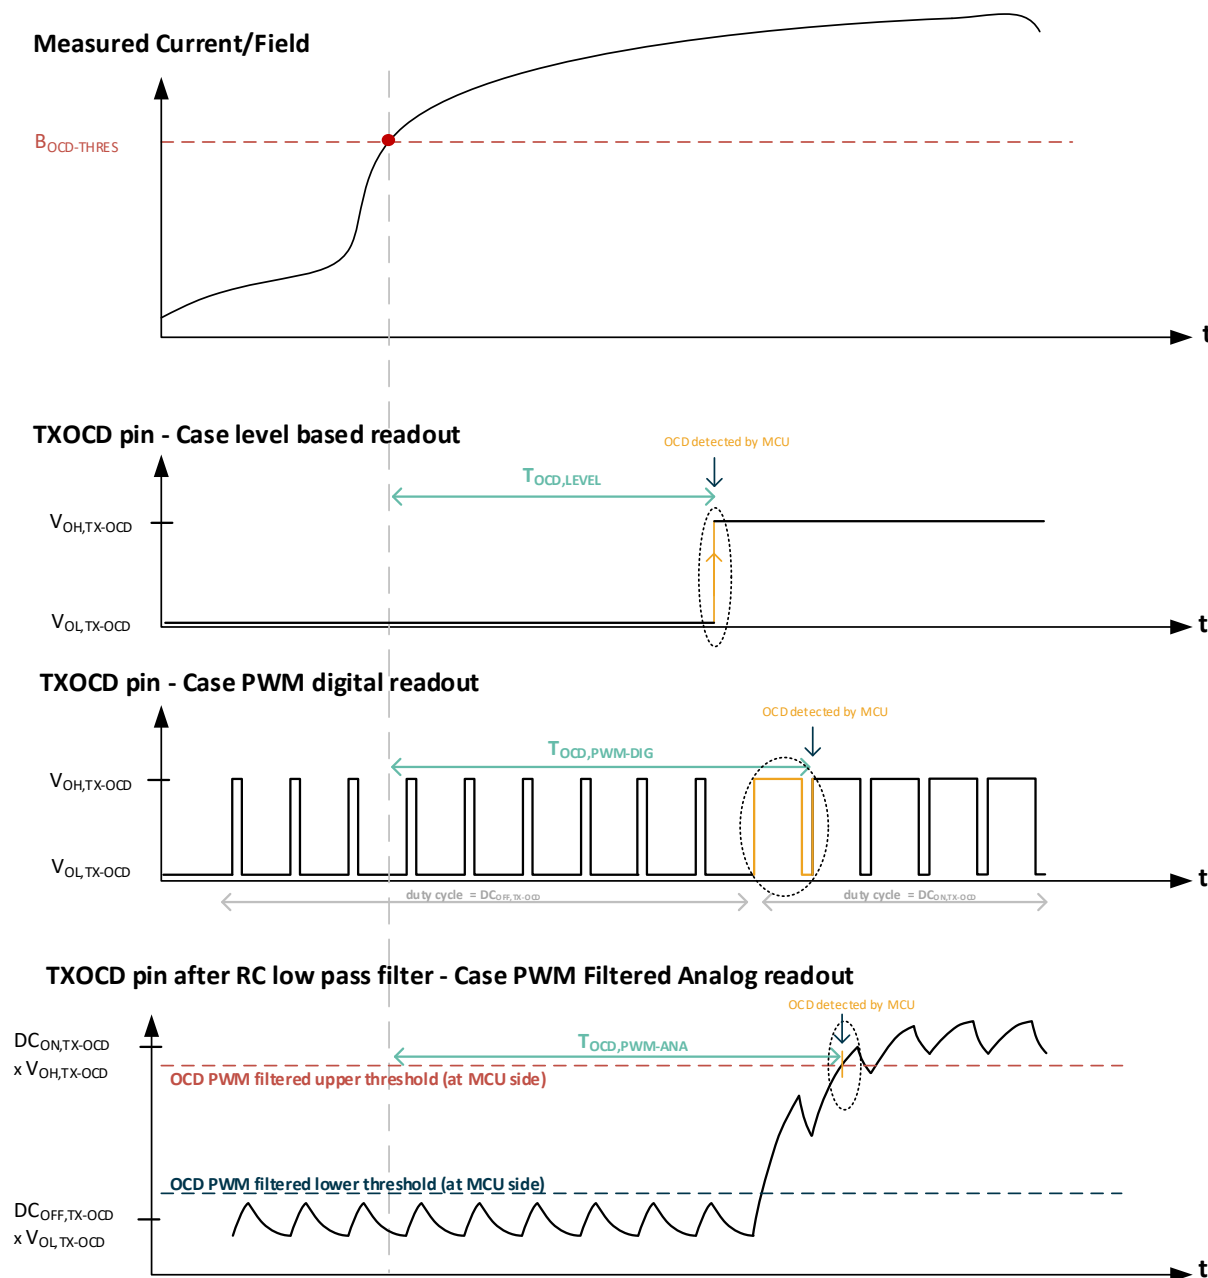 Measured Current/Field
BOCD-THRES
t
TXOCD pin - Case level based readout
OCD detected by MCU
TOCD,LEVEL
VOH,TX-OCD
VOL,TX-OCD
t
TXOCD pin - Case PWM digital readout
OCD detected by MCU
TOCD,PWM-DIG
VOH,TX-OCD
VOL,TX-OCD
t
duty cycle = DCOFF,TX-OCD
duty cycle = DCON,TX-OCD
TXOCD pin after RC low pass filter - Case PWM Filtered Analog readout
OCD detected by MCU
DCON,TX-OCD
x VOH,TX-OCD
TOCD,PWM-ANA
OCD PWM filtered upper threshold (at MCU side)
OCD PWM filtered lower threshold (at MCU side)
DCOFF,TX-OCD
x VOL,TX-OCD
t